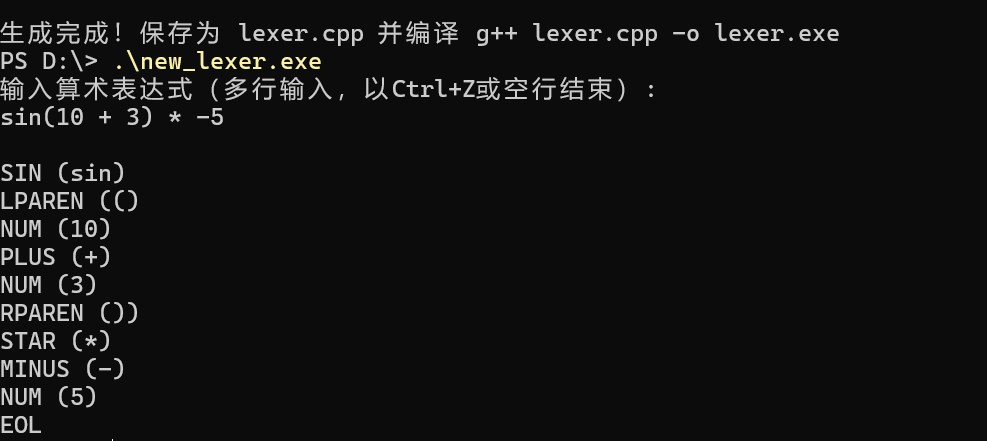 生成完成！保存为 lexer.cpp 并编译 g++ lexer.cpp -o lexer.exe
PS D:\> .\new_lexer.exe
输入算术表达式（多行输入，以Ctrl+Z或空行结束）：
sin(10 + 3) * -5
SIN (sin)
LPAREN (()
NUM (10)
PLUS (+)
NUM (3)
RPAREN ())
STAR (*)
MINUS (-)
NUM (5)
EOL